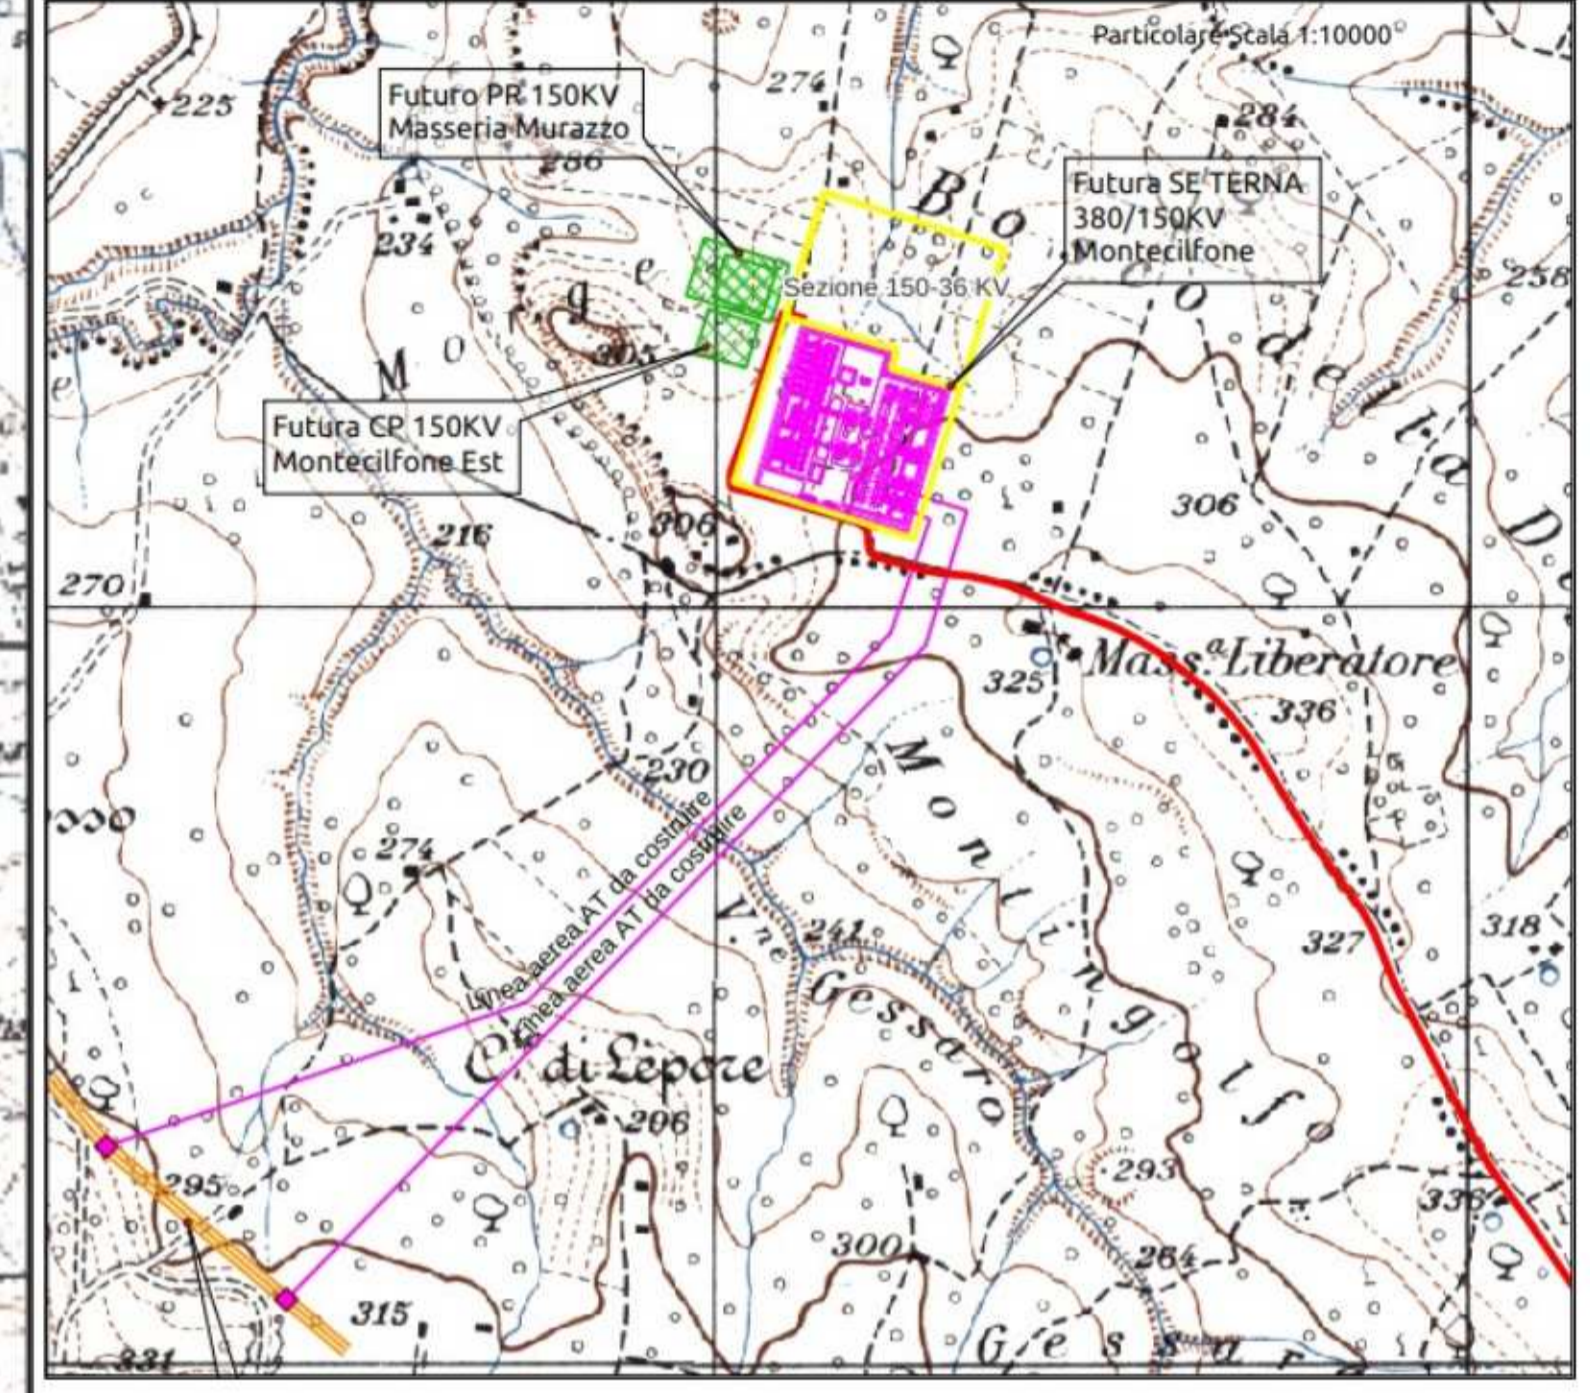 Particolare Scala 1:10000
225
Futuro PR 150KV
Masseria Murazzo
286
274
284
Futura SE TERNA
380/150KV
Montecilfone
234
258
Sezione 150-36 KV
B o
c o d e l l a D e
M o
g e
305
Futura CP 150KV
Montecilfone Est
216
306
306
270
Mass.ª Liberatore
325
336
230
Linea aerea AT da costruire
Linea aerea AT da costruire
Montingolfo
274
V.ne
241
Gessaro
327
318
C. di Lepore
206
295
293
336
300
264
315
331
Gessar